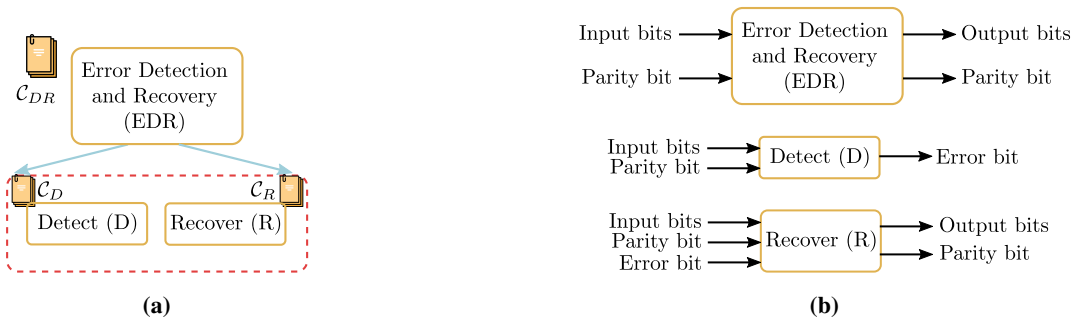 Error Detection
and Recovery
(EDR)
𝒞_DR
𝒞_D
𝒞_R
Detect (D)
Recover (R)
(a)
Input bits
Parity bit
Error Detection
and Recovery
(EDR)
Output bits
Parity bit
Input bits
Parity bit
Detect (D)
Error bit
Input bits
Parity bit
Error bit
Recover (R)
Output bits
Parity bit
(b)